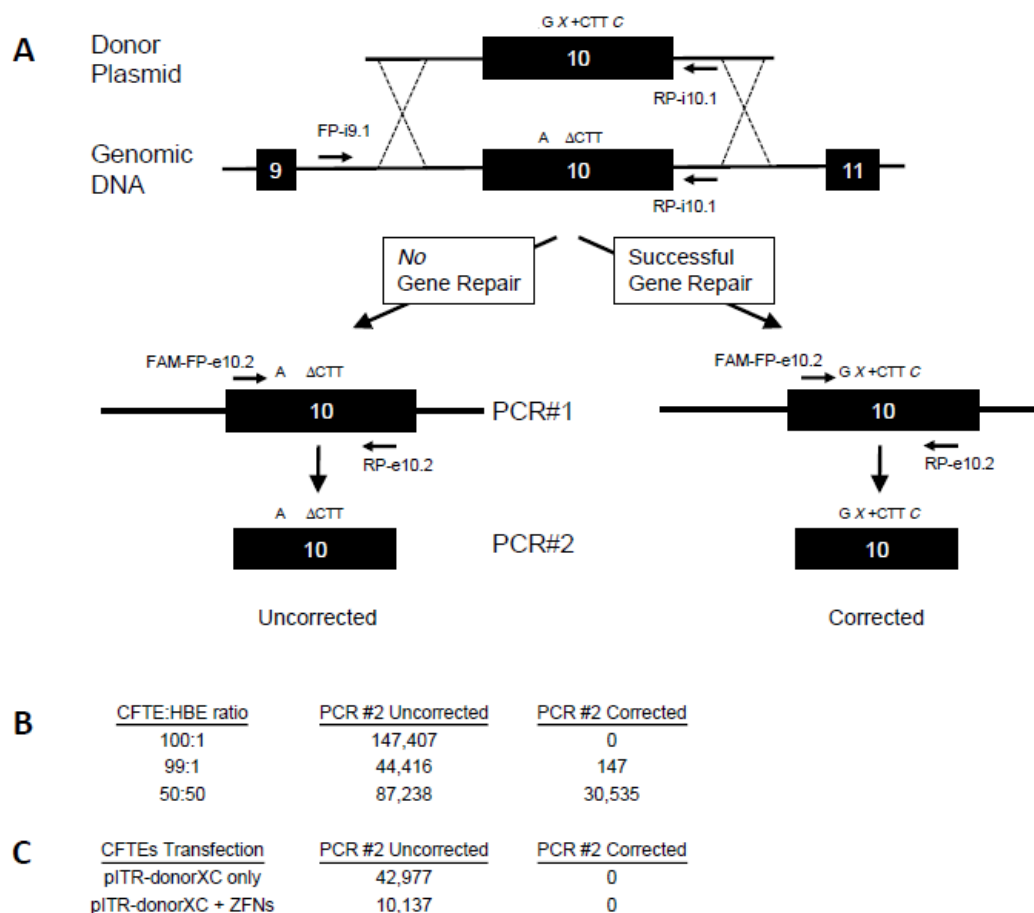 A
Donor
Plasmid
G X +CTT C
10
RP-i10.1
FP-i9.1
Genomic
DNA
9
A ΔCTT
10
11
RP-i10.1
No
Gene Repair
Successful
Gene Repair
FAM-FP-e10.2
A ΔCTT
10
RP-e10.2
PCR#1
FAM-FP-e10.2
G X +CTT C
10
RP-e10.2
A ΔCTT
10
PCR#2
G X +CTT C
10
Uncorrected
Corrected
B
CFTE:HBE ratio PCR #2 Uncorrected PCR #2 Corrected
100:1 147,407 0
99:1 44,416 147
50:50 87,238 30,535
C
CFTEs Transfection PCR #2 Uncorrected PCR #2 Corrected
pITR-donorXC only 42,977 0
pITR-donorXC + ZFNs 10,137 0